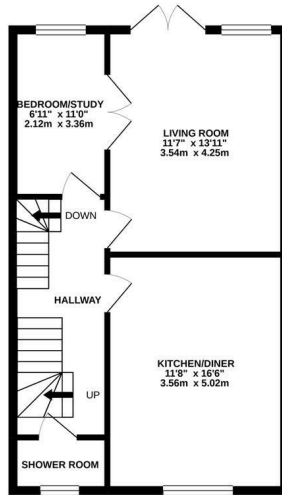 BEDROOM/STUDY
6'11" x 11'0"
2.12m x 3.36m
LIVING ROOM
11'7" x 13'11"
3.54m x 4.25m
DOWN
HALLWAY
KITCHEN/DINER
11'8" x 16'6"
3.56m x 5.02m
UP
SHOWER ROOM